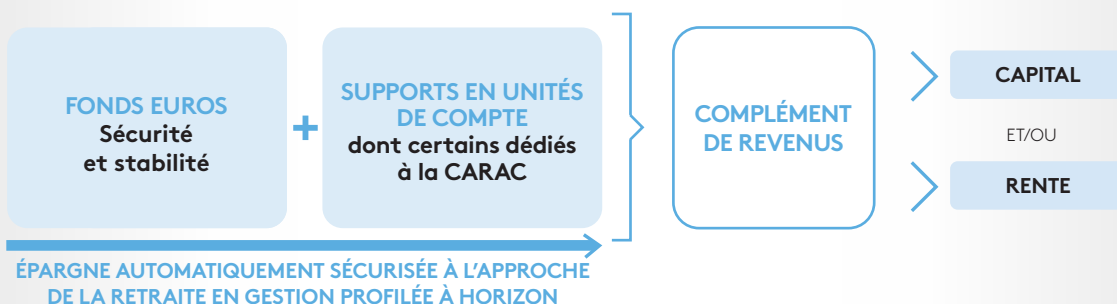 FONDS EUROS
Sécurité
et stabilité
+
SUPPORTS EN UNITÉS
DE COMPTE
dont certains dédiés
à la CARAC
COMPLÉMENT
DE REVENUS
CAPITAL
ET/OU
RENTE
ÉPARGNE AUTOMATIQUEMENT SÉCURISÉE À L’APPROCHE
DE LA RETRAITE EN GESTION PROFILÉE À HORIZON